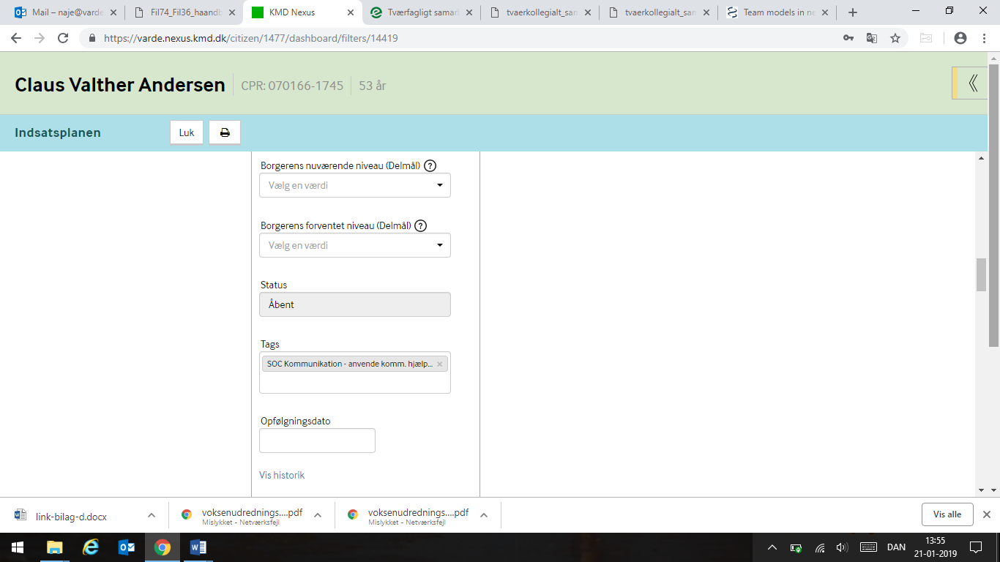 Mail – naje@varde
Fil74_Fil36_haandb
KMD Nexus
Tværfagligt samar
tvaerkollegialt_sam
tvaerkollegialt_sam
Team models in ne
https://varde.nexus.kmd.dk/citizen/1477/dashboard/filters/14419
Claus Valther Andersen
CPR: 070166-1745
53 år
Indsatsplanen
Luk
Borgerens nuværende niveau (Delmål) ?
Vælg en værdi
Borgerens forventet niveau (Delmål) ?
Vælg en værdi
Status
Åbent
Tags
SOC Kommunikation - anvende komm. hjælp...
Opfølgningsdato
Vis historik
link-bilag-d.docx
voksenudrednings....pdf
Mislykket - Netværksfejl
voksenudrednings....pdf
Mislykket - Netværksfejl
Vis alle
DAN
13:55
21-01-2019